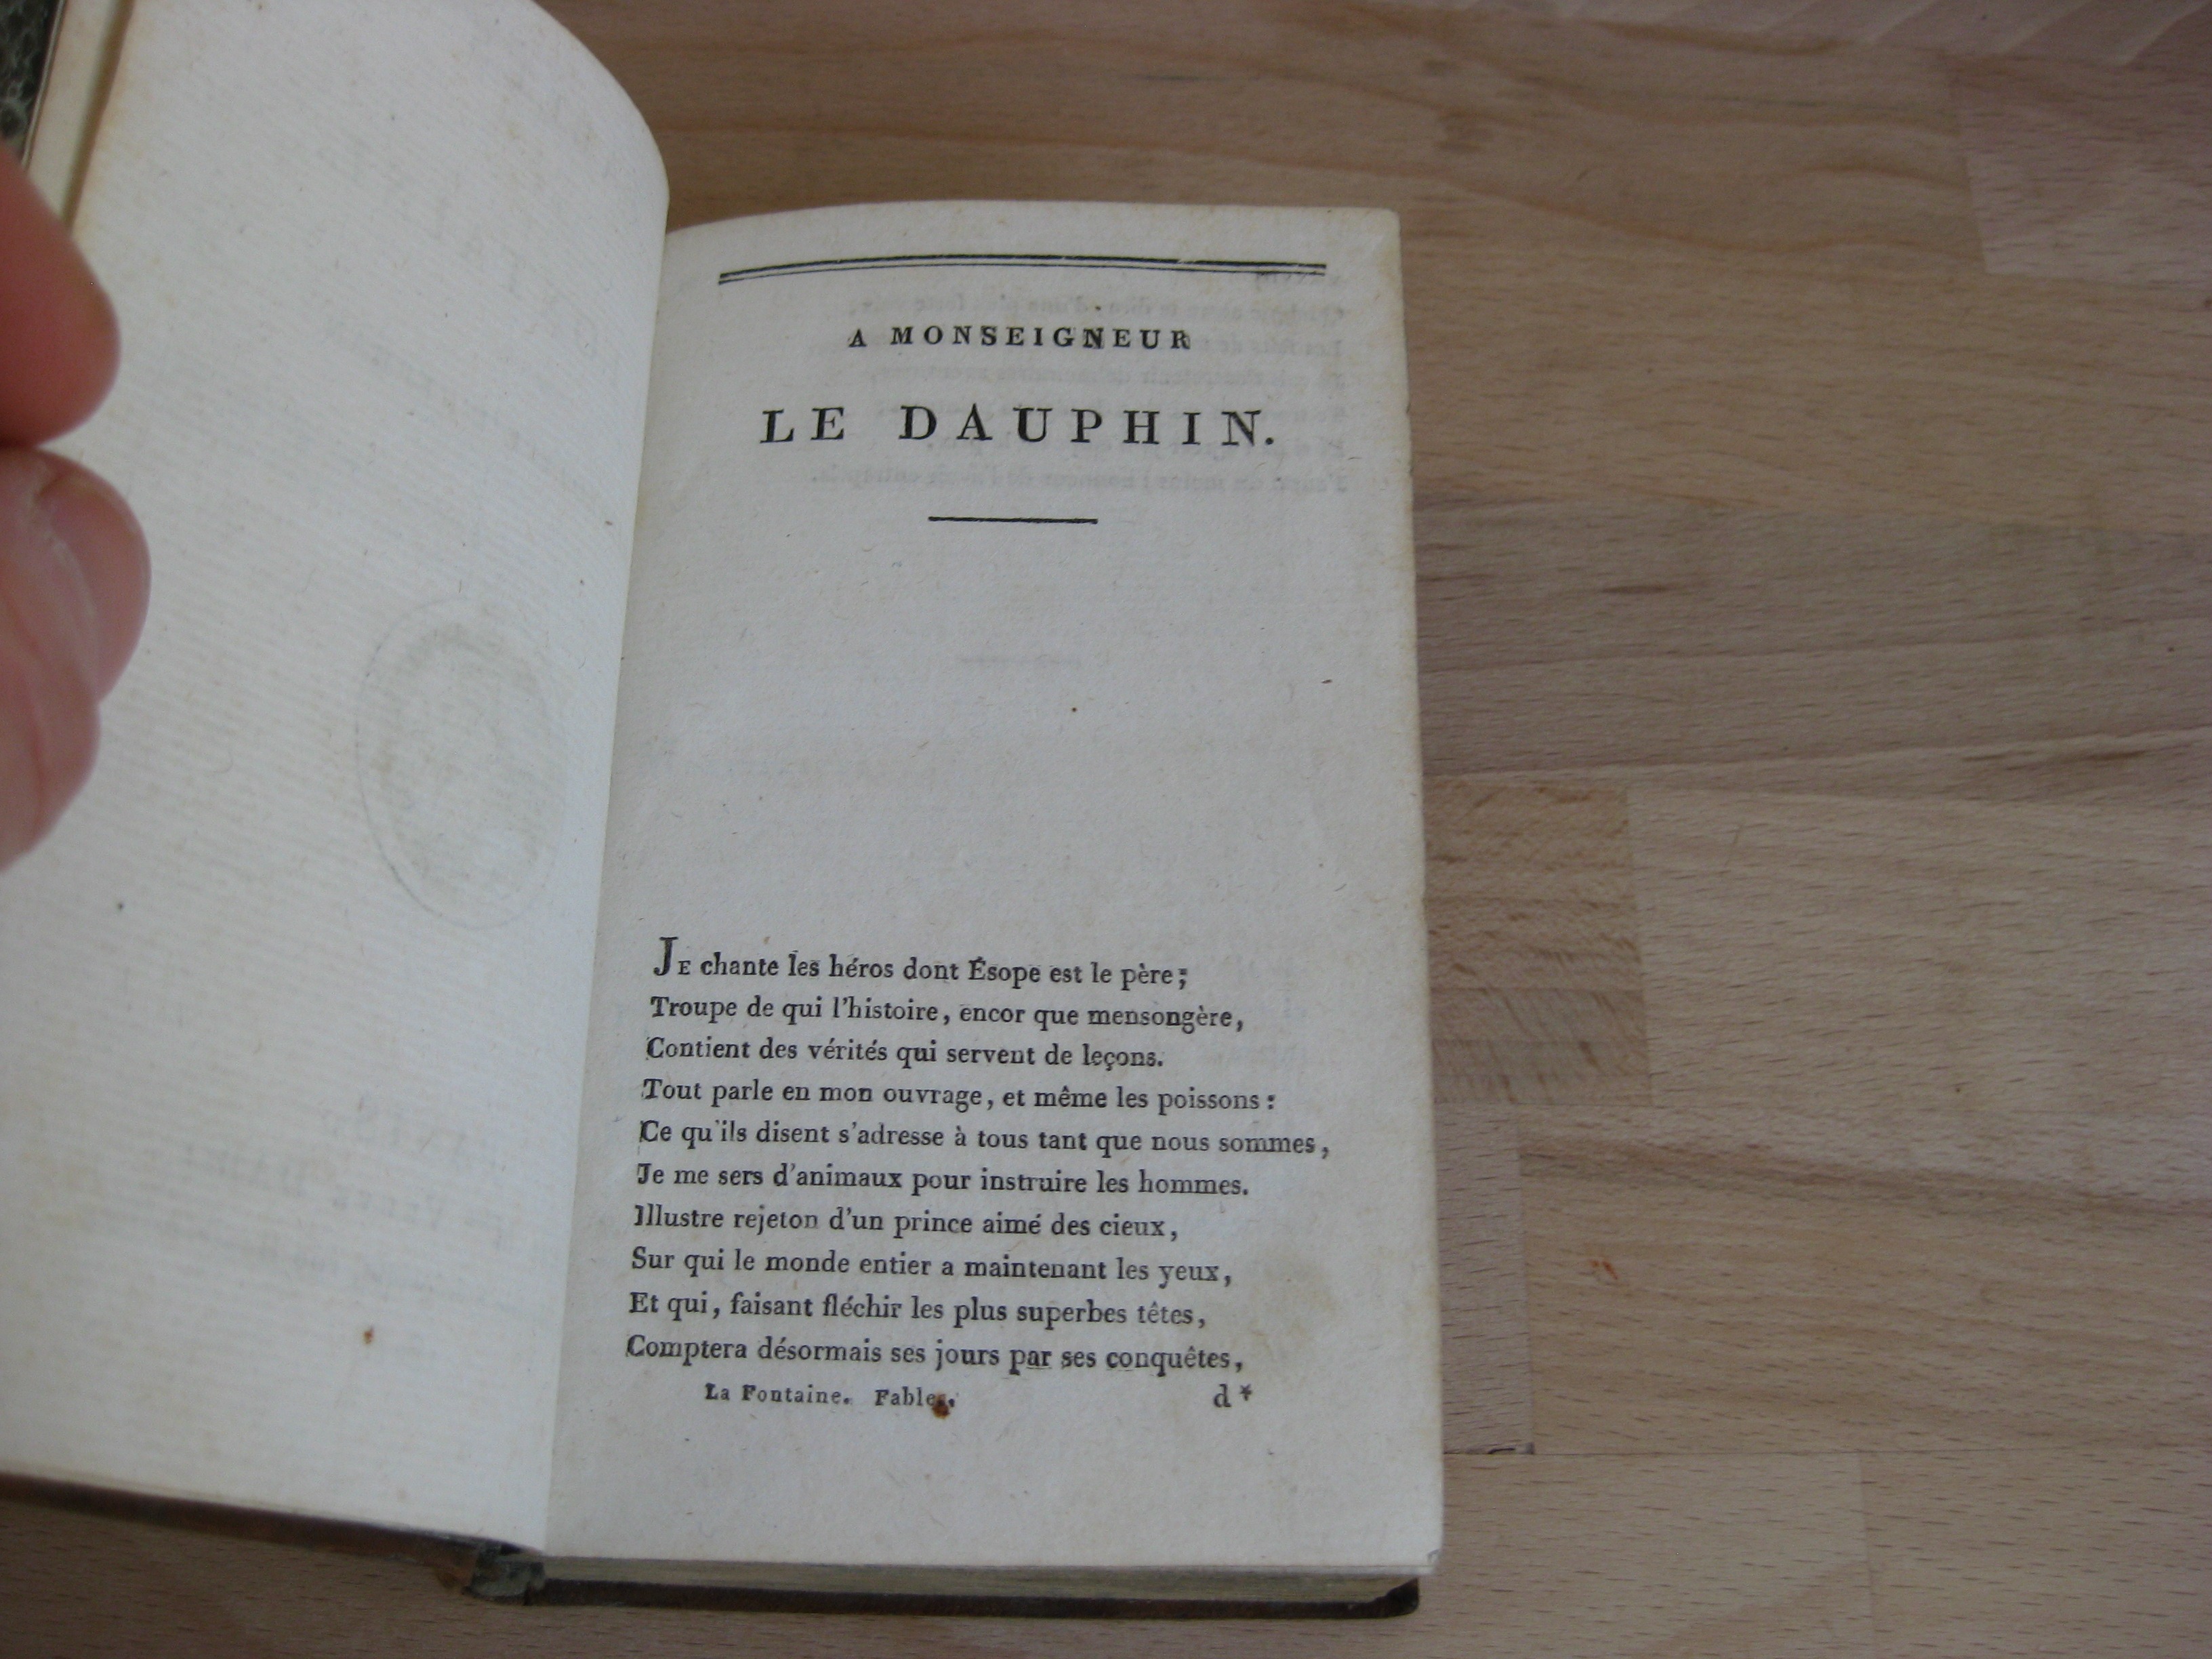 A MONSEIGNEUR
LE DAUPHIN.
JE chante les héros dont Ésope est le père;
Troupe de qui l'histoire, encor que mensongère,
Contient des vérités qui servent de leçons.
Tout parle en mon ouvrage, et même les poissons :
Ce qu'ils disent s'adresse à tous tant que nous sommes,
Je me sers d'animaux pour instruire les hommes.
Illustre rejeton d'un prince aimé des cieux,
Sur qui le monde entier a maintenant les yeux,
Et qui, faisant fléchir les plus superbes têtes,
Comptera désormais ses jours par ses conquêtes,
La Fontaine. Fables. d*